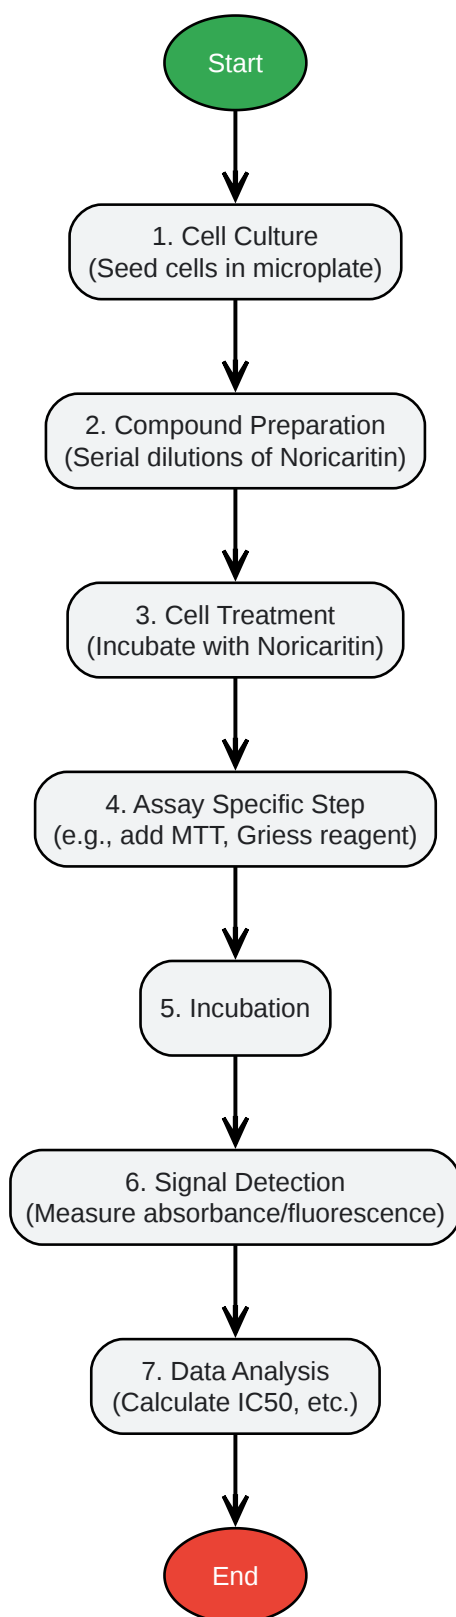 Start
1. Cell Culture
(Seed cells in microplate)
2. Compound Preparation
(Serial dilutions of Noricaritin)
3. Cell Treatment
(Incubate with Noricaritin)
4. Assay Specific Step
(e.g., add MTT, Griess reagent)
5. Incubation
6. Signal Detection
(Measure absorbance/fluorescence)
7. Data Analysis
(Calculate IC50, etc.)
End